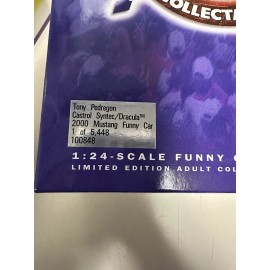 COLLECTI
Tony Pedregon
Castrol Syntec/Dracula™
2000 Mustang Funny Car
1 of 5,448
100848
1:24-SCALE FUNNY C
LIMITED EDITION ADULT COL